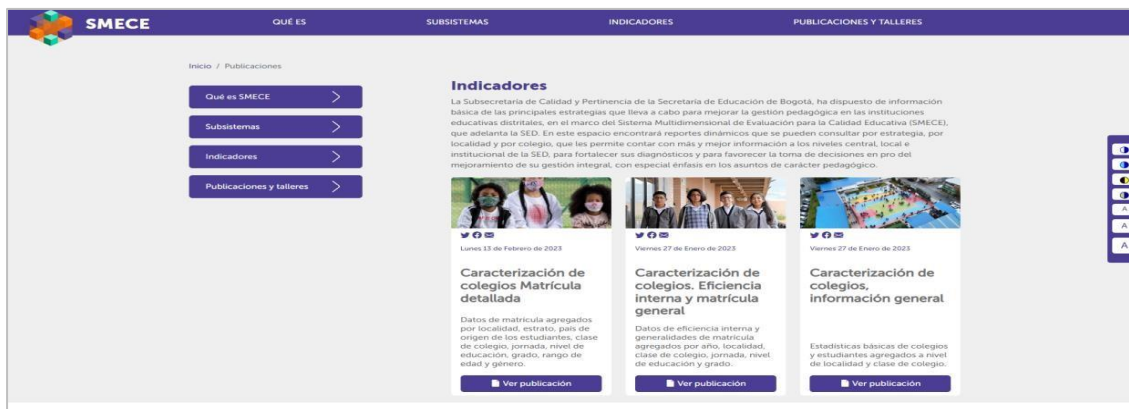 SMECE
QUÉ ES
SUBSISTEMAS
INDICADORES
PUBLICACIONES Y TALLERES
Inicio / Publicaciones
Qué es SMECE
Subsistemas
Indicadores
Publicaciones y talleres
Indicadores
La Subsecretaría de Calidad y Pertinencia de la Secretaría de Educación de Bogotá, ha dispuesto de información
básica de las principales estrategias que lleva a cabo para mejorar la gestión pedagógica en las instituciones
educativas distritales, en el marco del Sistema Multidimensional de Evaluación para la Calidad Educativa (SMECE),
que adelanta la SED. En este espacio encontrará reportes dinámicos que se pueden consultar por estrategia, por
localidad y por colegio, que les permite contar con más y mejor información a los niveles central, local e
institucional de la SED, para fortalecer sus diagnósticos y para favorecer la toma de decisiones en pro del
mejoramiento de su gestión integral, con especial énfasis en los asuntos de carácter pedagógico.
Lunes 13 de Febrero de 2023
Caracterización de
colegios Matrícula
detallada
Datos de matrícula agregados
por localidad, estrato, país de
origen de los estudiantes, clase
de colegio, jornada, nivel de
educación, grado, rango de
edad y género.
Ver publicación
Viernes 27 de Enero de 2023
Caracterización de
colegios. Eficiencia
interna y matrícula
general
Datos de eficiencia interna y
generalidades de matrícula
agregados por año, localidad,
clase de colegio, jornada, nivel
de educación y grado.
Ver publicación
Viernes 27 de Enero de 2023
Caracterización de
colegios,
información general
Estadísticas básicas de colegios
y estudiantes agregados a nivel
de localidad y clase de colegio.
Ver publicación
A
A
A